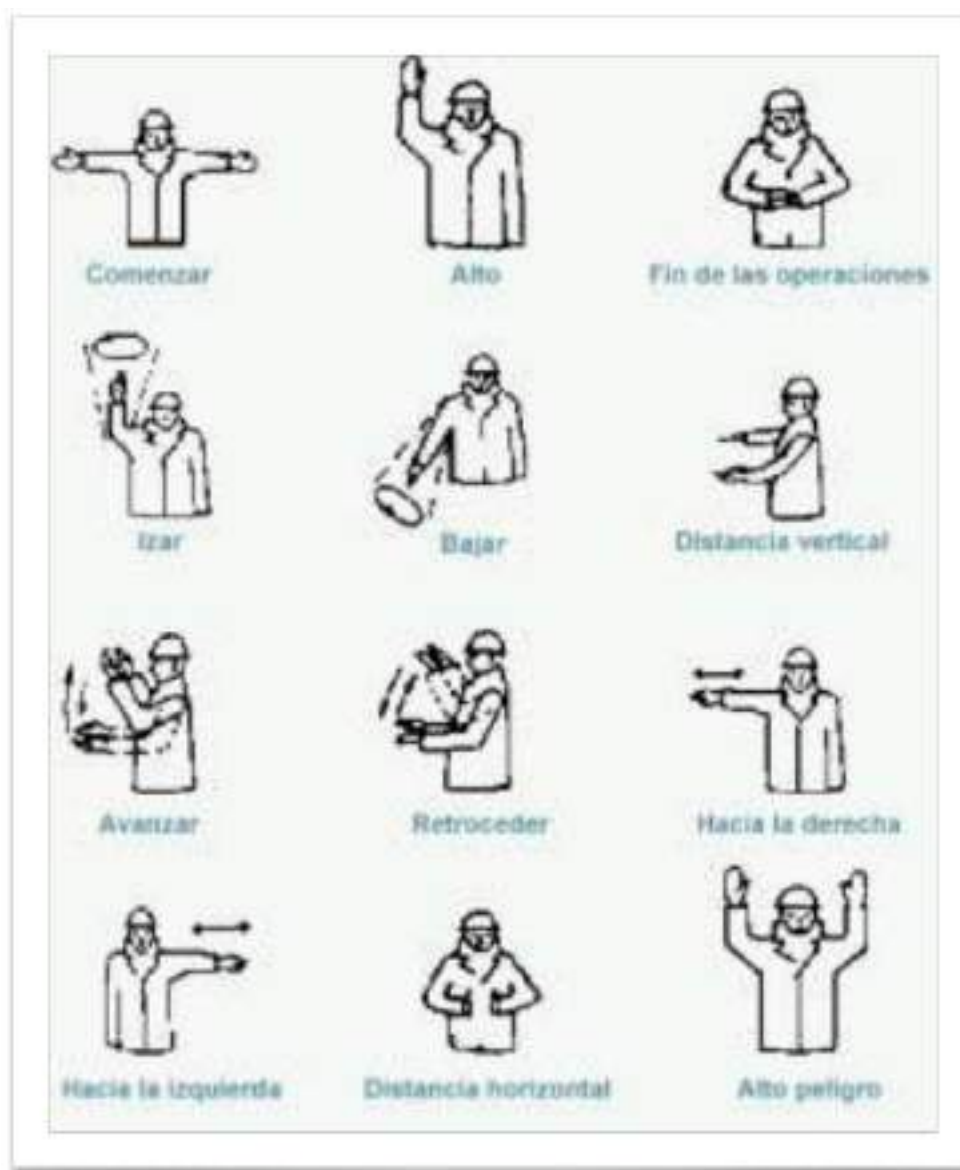 Comenzar
Alto
Fin de las operaciones
Izar
Bajar
Distancia vertical
Avanzar
Retroceder
Hacia la derecha
Hacia la izquierda
Distancia horizontal
Alto peligro